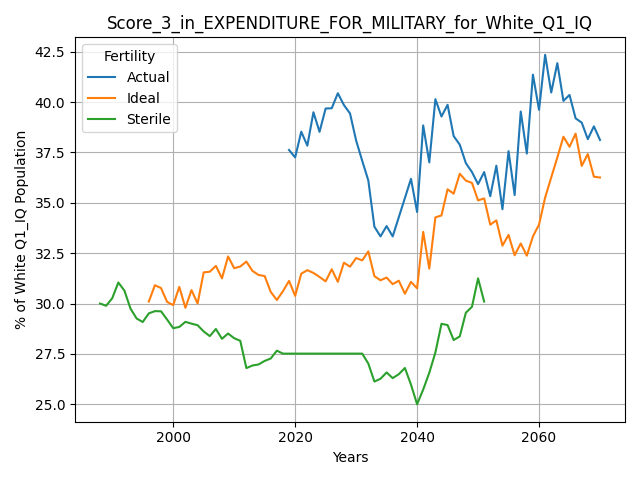 Score_3_in_EXPENDITURE_FOR_MILITARY_for_White_Q1_IQ
% of White Q1_IQ Population
42.5
40.0
37.5
35.0
32.5
30.0
27.5
25.0
Fertility
Actual
Ideal
Sterile
2000
2020
2040
2060
Years